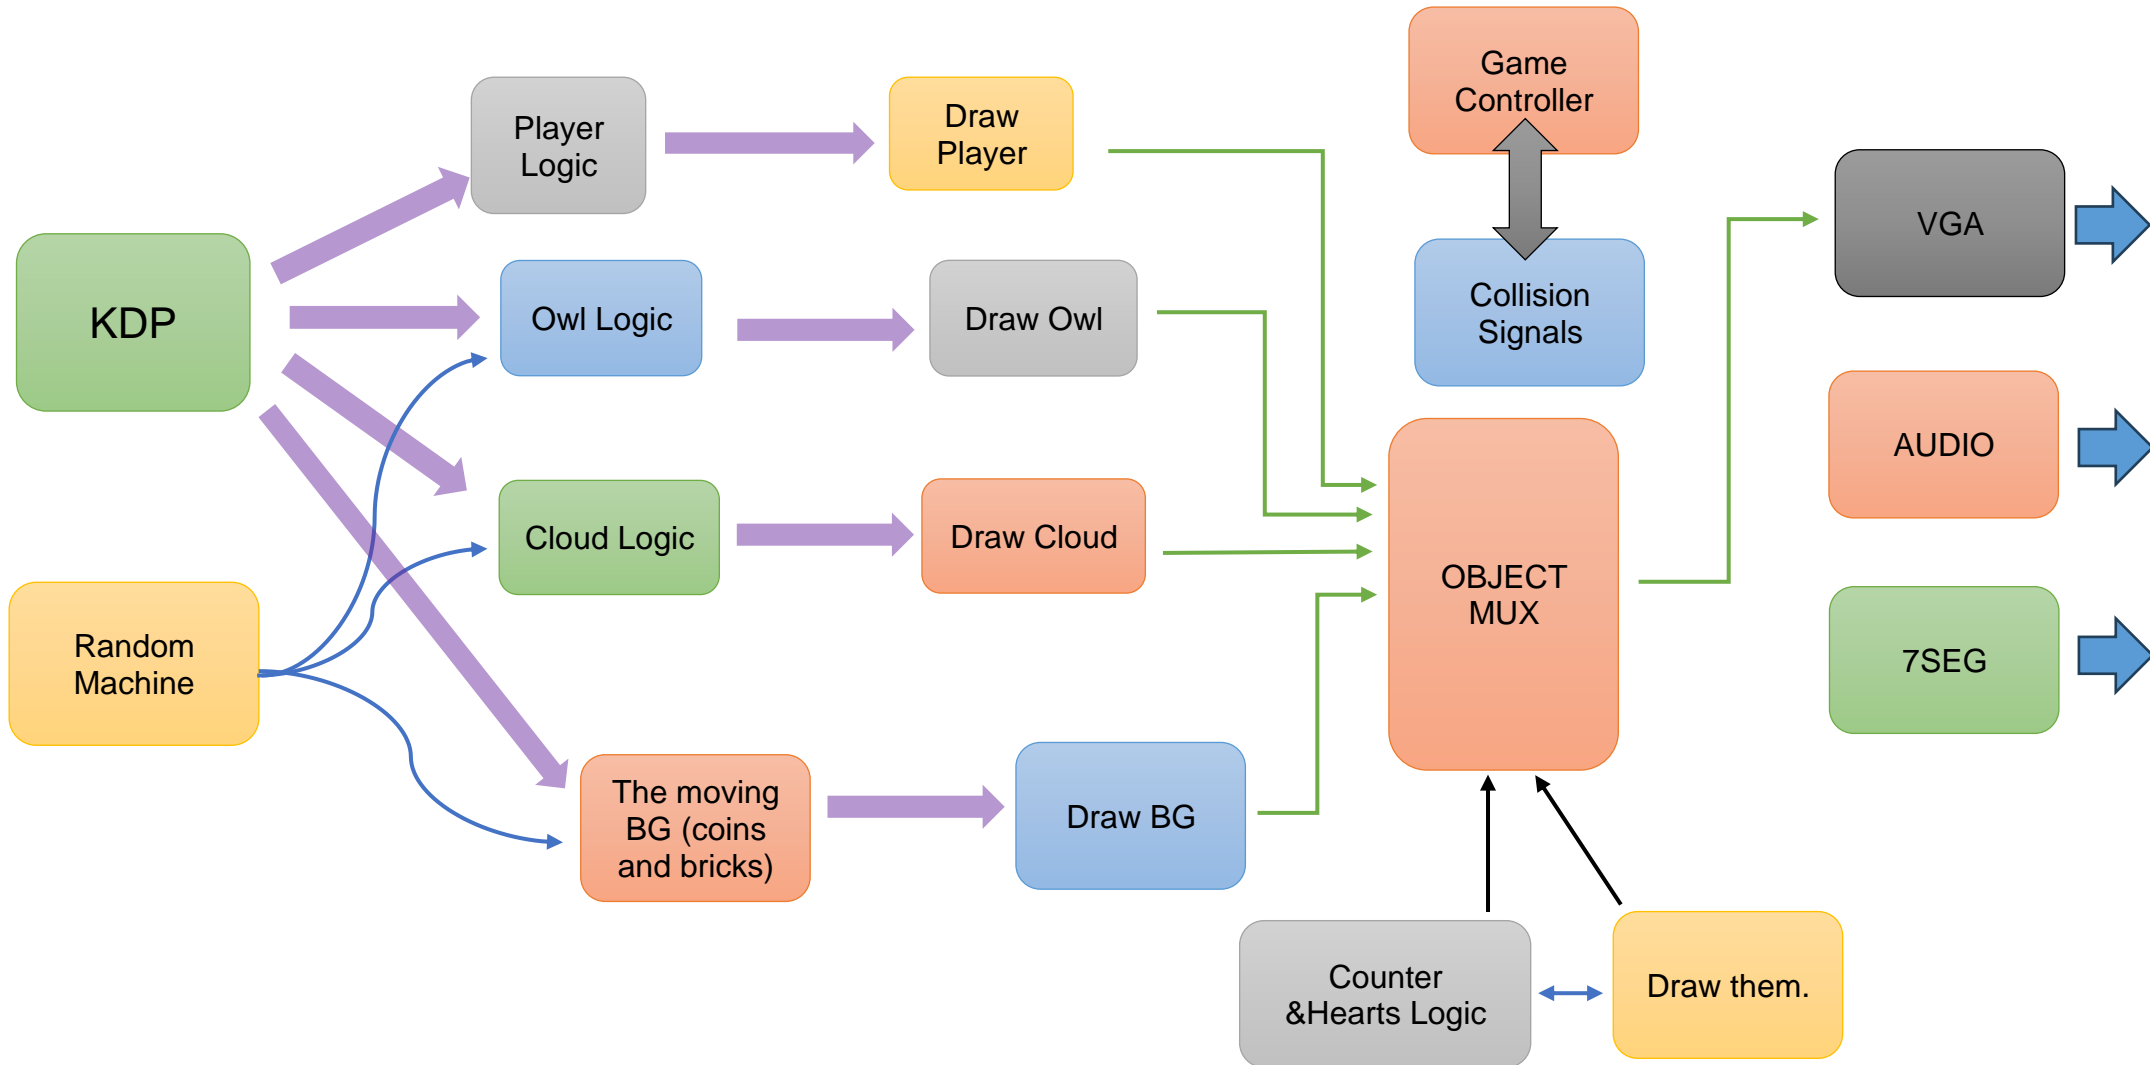 Game
Controller
Player
Logic
Draw
Player
VGA
KDP
Owl Logic
Draw Owl
Collision
Signals
AUDIO
Cloud Logic
Draw Cloud
OBJECT
MUX
Random
Machine
7SEG
The moving
BG (coins
and bricks)
Draw BG
Counter
&Hearts Logic
Draw them.